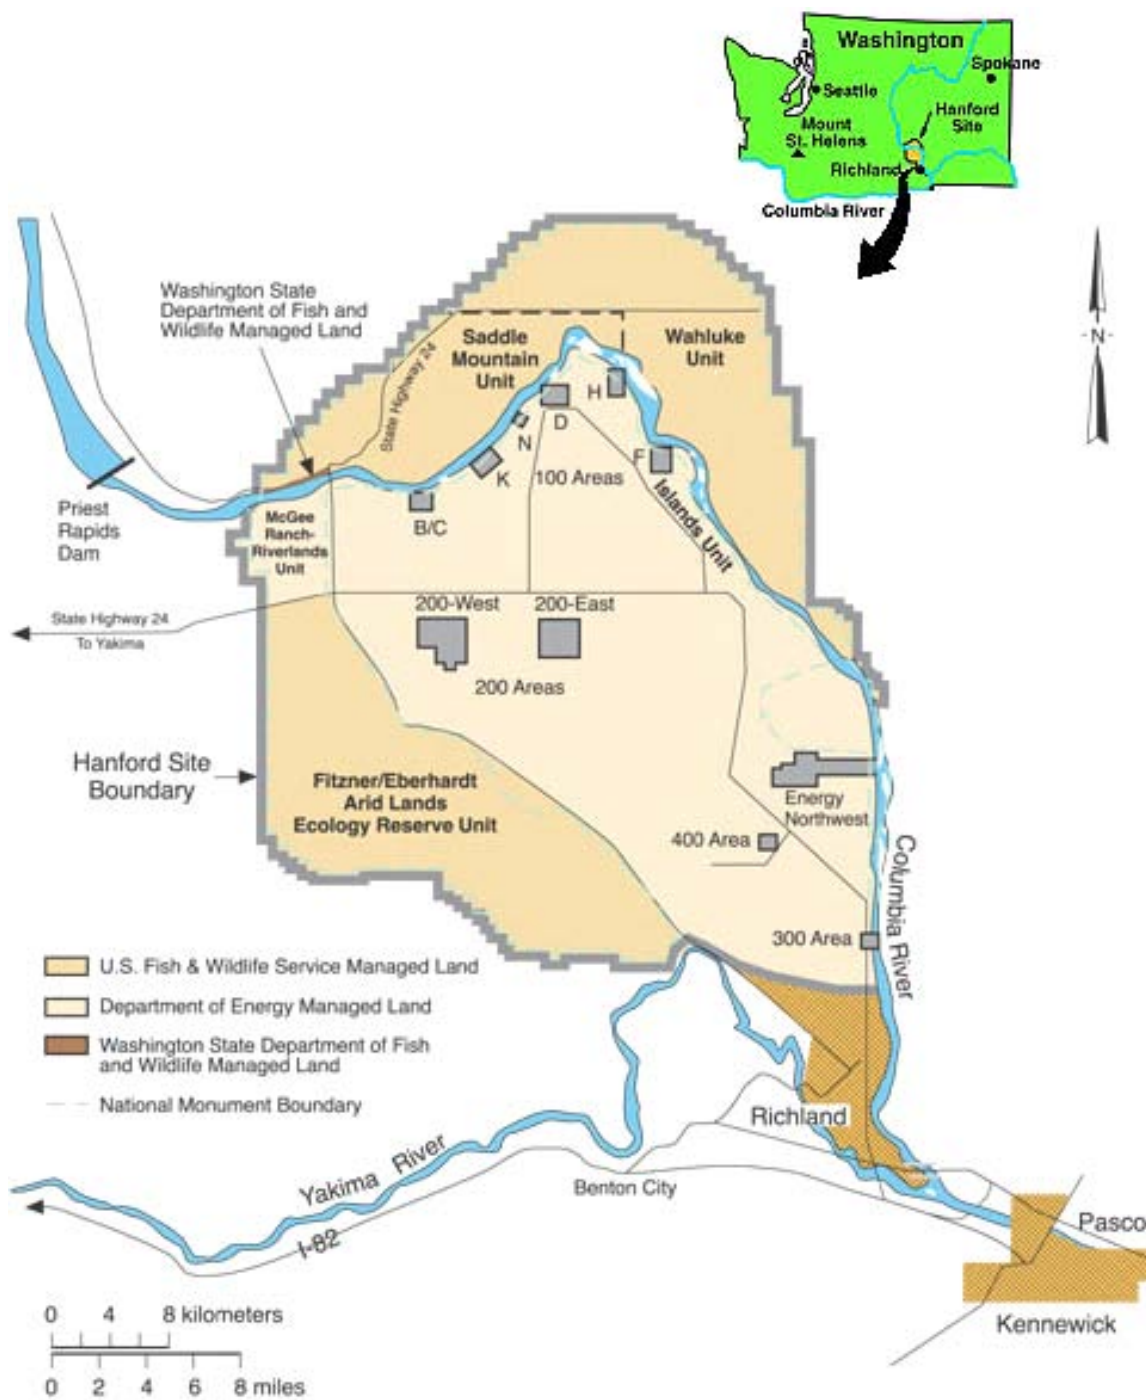 Washington
Spokane
Seattle
Hanford
Site
Mount
St. Helens
Richland
Columbia River
Washington State
Department of Fish and
Wildlife Managed Land
Saddle
Mountain
Unit
Wahluke
Unit
State Highway 24
N
H
D
N
F
K
100 Areas
B/C
Islands Unit
Priest
Rapids
Dam
McGee
Ranch-
Riverlands
Unit
State Highway 24
To Yakima
200-West
200-East
200 Areas
Hanford Site
Boundary
Fitzner/Eberhardt
Arid Lands
Ecology Reserve Unit
Energy
Northwest
400 Area
Columbia River
300 Area
U.S. Fish & Wildlife Service Managed Land
Department of Energy Managed Land
Washington State Department of Fish
and Wildlife Managed Land
National Monument Boundary
Richland
Yakima River
Benton City
I-82
Pasco
Kennewick
0 4 8 kilometers
0 2 4 6 8 miles